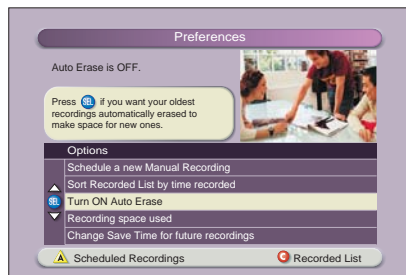 Preferences
Auto Erase is OFF.
Press SEL if you want your oldest
recordings automatically erased to
make space for new ones.
Options
Schedule a new Manual Recording
Sort Recorded List by time recorded
SEL Turn ON Auto Erase
Recording space used
Change Save Time for future recordings
A Scheduled Recordings C Recorded List